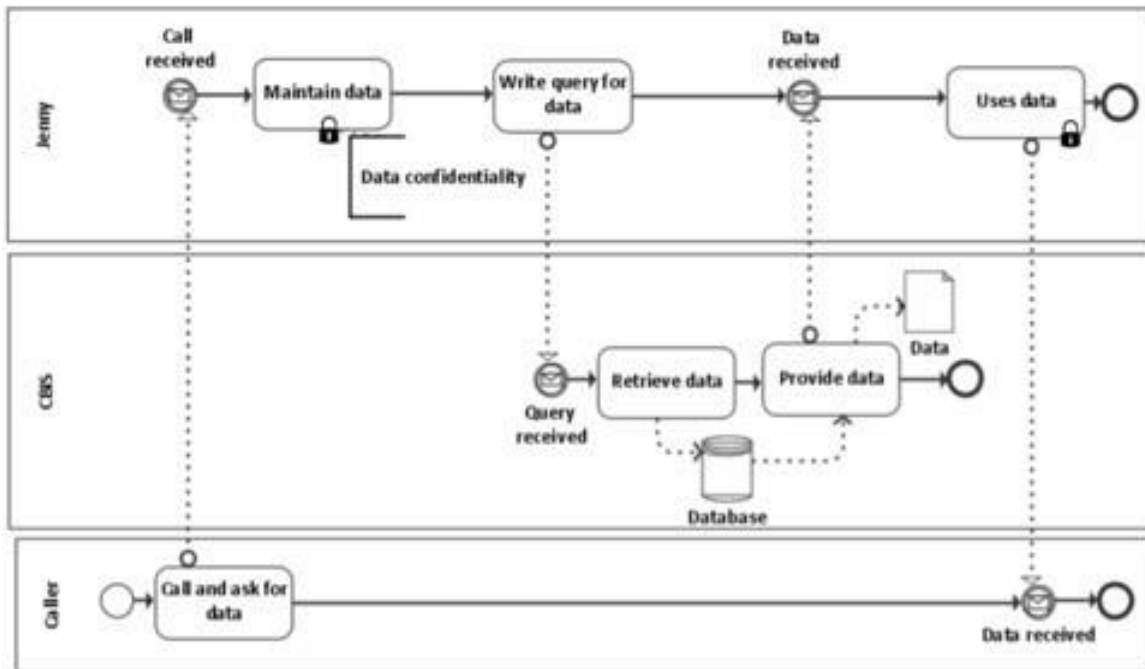 Jenny
Call
received
Maintain data
Data confidentiality
Write query for
data
Data
received
Uses data
CBIS
Query
received
Retrieve data
Provide data
Data
Database
Caller
Call and ask for
data
Data received